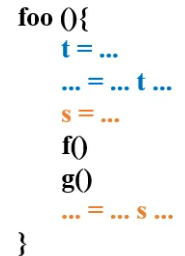 foo (){
t = ...
... = ... t ...
s = ...
f()
g()
... = ... s ...
}